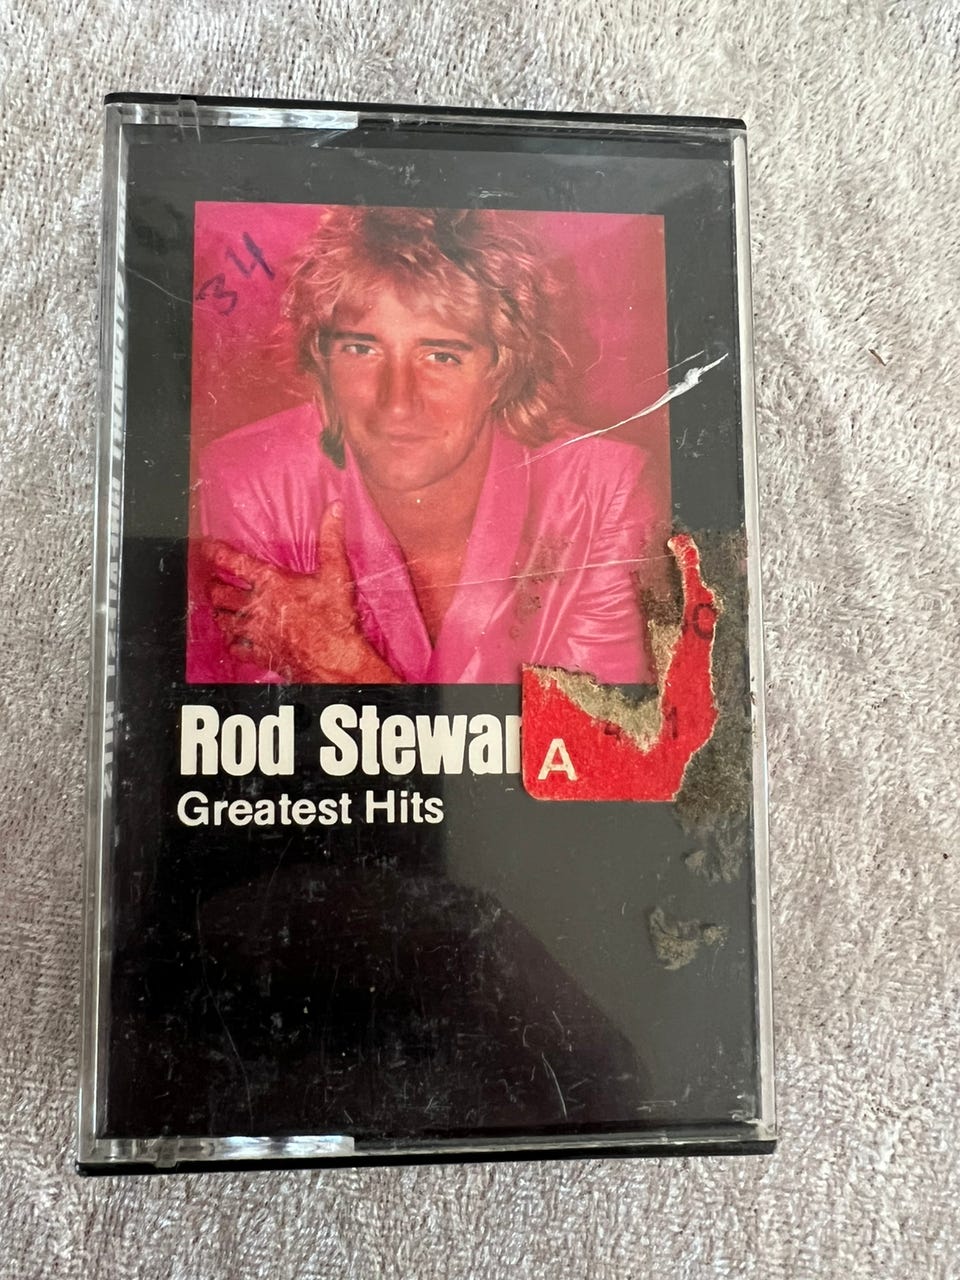 34
Rod Stewar
A
Greatest Hits